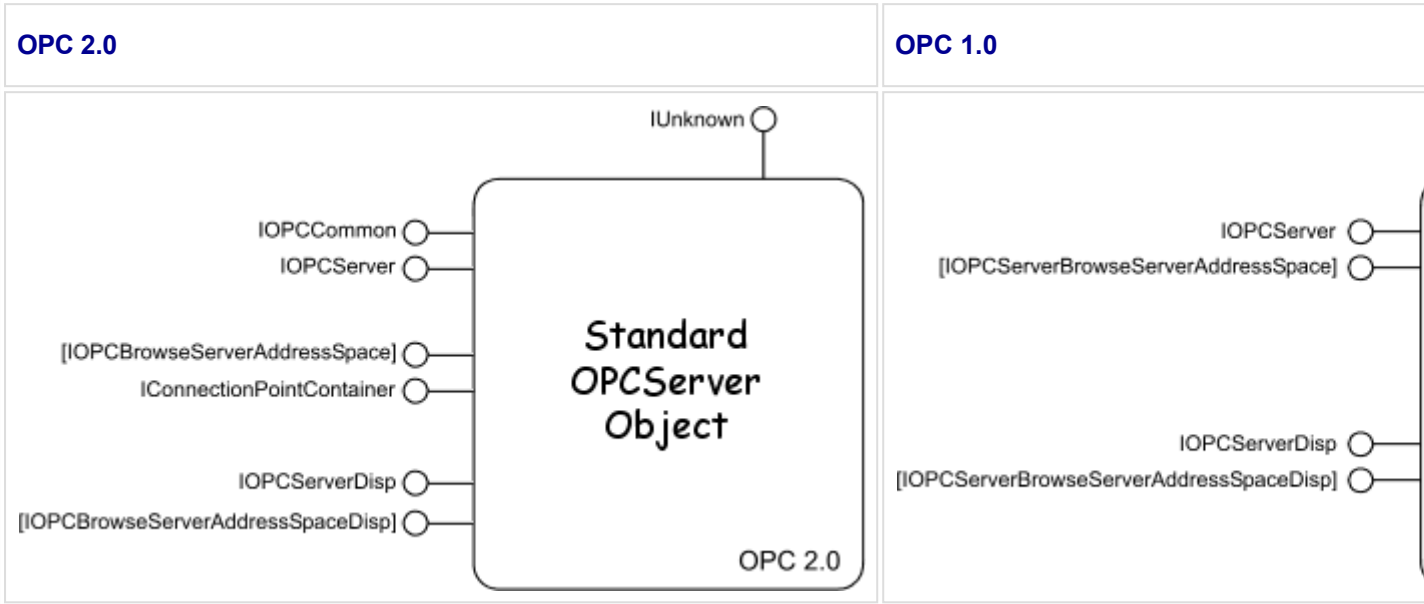 OPC 2.0
OPC 1.0
IUnknown
IOPCCommon
IOPCServer
[IOPCBrowseServerAddressSpace]
IConnectionPointContainer
IOPCServerDisp
[IOPCBrowseServerAddressSpaceDisp]
Standard
OPCServer
Object
OPC 2.0
IOPCServer
[IOPCServerBrowseServerAddressSpace]
IOPCServerDisp
[IOPCServerBrowseServerAddressSpaceDisp]